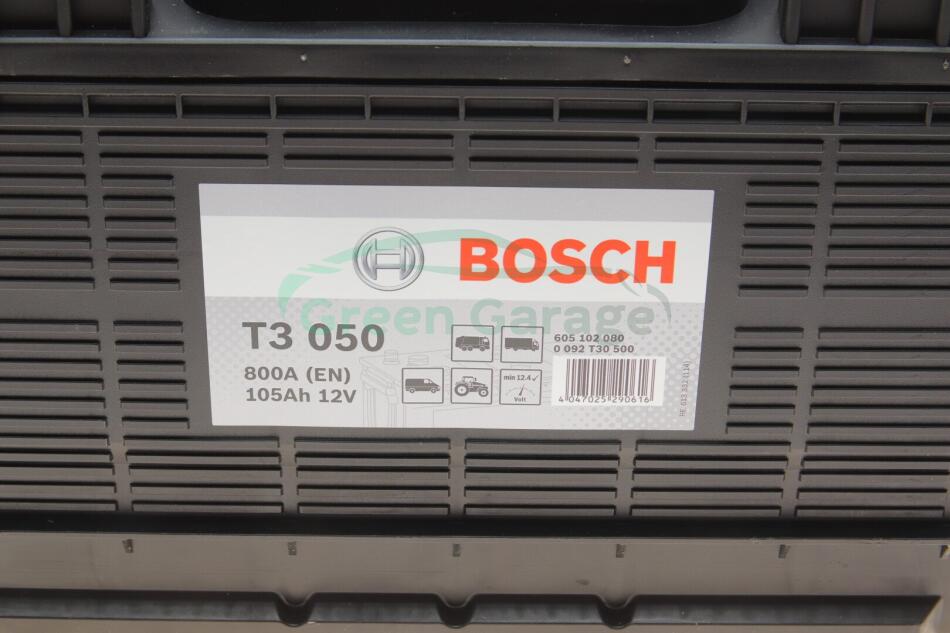 BOSCH
Green Garage
T3 050
800A (EN)
105Ah 12V
min 12.4 ✓
Volt
605 102 080
0 092 T30 500
4 047025 290616